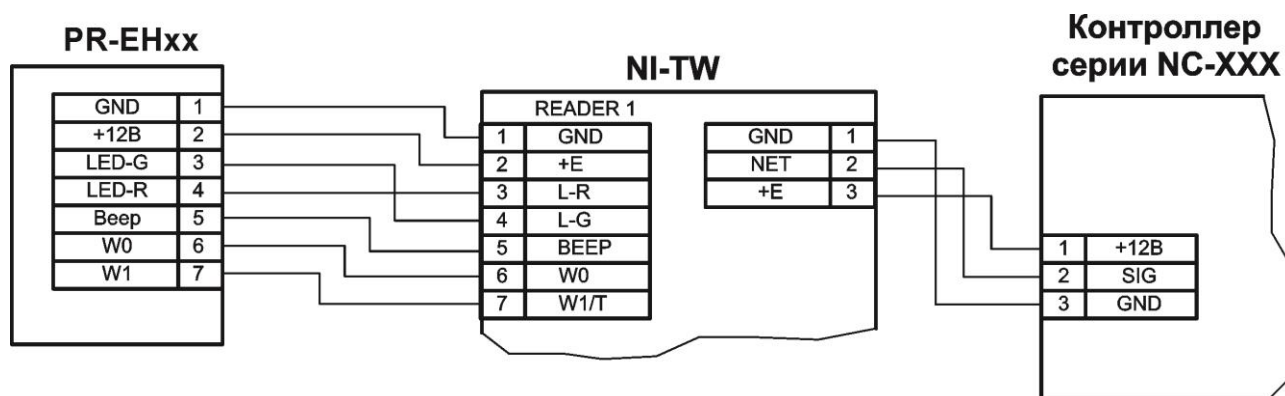 PR-EHxx
GND 1
+12В 2
LED-G 3
LED-R 4
Beep 5
W0 6
W1 7
NI-TW
READER 1
1 GND
2 +E
3 L-R
4 L-G
5 BEEP
6 W0
7 W1/T
GND 1
NET 2
+E 3
Контроллер
серии NC-XXX
1 +12В
2 SIG
3 GND